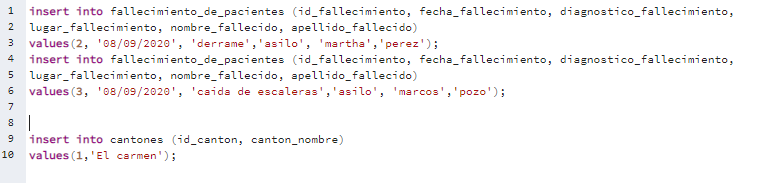 1 insert into fallecimiento_de_pacientes (id_fallecimiento, fecha_fallecimiento, diagnostico_fallecimiento,
2 lugar_fallecimiento, nombre_fallecido, apellido_fallecido)
3 values(2, '08/09/2020', 'derrame','asilo', 'martha','perez');
4 insert into fallecimiento_de_pacientes (id_fallecimiento, fecha_fallecimiento, diagnostico_fallecimiento,
5 lugar_fallecimiento, nombre_fallecido, apellido_fallecido)
6 values(3, '08/09/2020', 'caida de escaleras','asilo', 'marcos','pozo');
7
8
9 insert into cantones (id_canton, canton_nombre)
10 values(1,'El carmen');